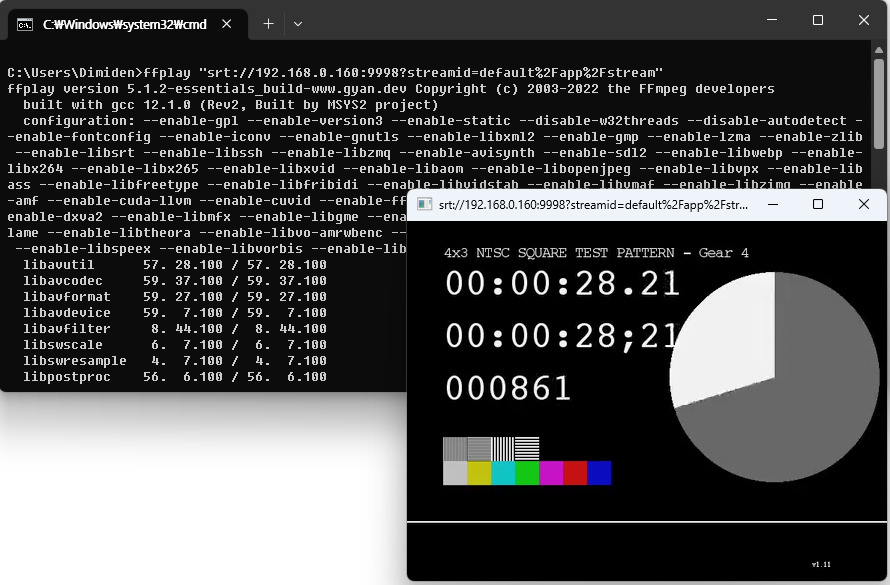 C:₩Windows₩system32₩cmd
C:\Users\Dimiden>ffplay "srt://192.168.0.160:9998?streamid=default%2Fapp%2Fstream"
ffplay version 5.1.2-essentials_build-www.gyan.dev Copyright (c) 2003-2022 the FFmpeg developers
built with gcc 12.1.0 (Rev2, Built by MSYS2 project)
configuration: --enable-gpl --enable-version3 --enable-static --disable-w32threads --disable-autodetect -
-enable-fontconfig --enable-iconv --enable-gnutls --enable-libxml2 --enable-gmp --enable-lzma --enable-zlib
--enable-libsrt --enable-libssh --enable-libzmq --enable-avisynth --enable-sdl2 --enable-libwebp --enable-
libx264 --enable-libx265 --enable-libxvid --enable-libaom --enable-libopenjpeg --enable-libvpx --enable-lib
ass --enable-libfreetype --enable-libfribidi --enable-libvidstab --enable-libvmaf --enable-libzimg --enable
-amf --enable-cuda-llvm --enable-cuvid --enable-ff
enable-dxva2 --enable-libmfx --enable-libgme --ena
lame --enable-libtheora --enable-libvo-amrwbenc --
--enable-libspeex --enable-libvorbis --enable-lib
libavutil 57. 28.100 / 57. 28.100
libavcodec 59. 37.100 / 59. 37.100
libavformat 59. 27.100 / 59. 27.100
libavdevice 59. 7.100 / 59. 7.100
libavfilter 8. 44.100 / 8. 44.100
libswscale 6. 7.100 / 6. 7.100
libswresample 4. 7.100 / 4. 7.100
libpostproc 56. 6.100 / 56. 6.100
srt://192.168.0.160:9998?streamid=default%2Fapp%2Fstr...
4x3 NTSC SQUARE TEST PATTERN - Gear 4
00:00:28.21
00:00:28;21
000861
v1.11